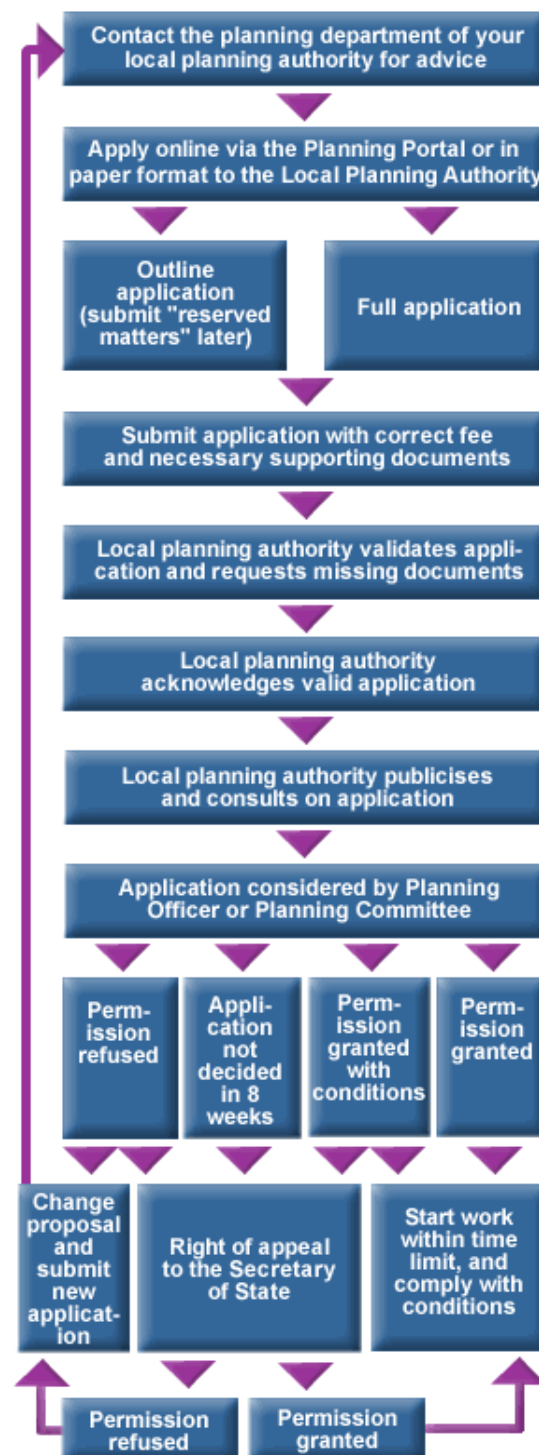 Contact the planning department of your
local planning authority for advice
Apply online via the Planning Portal or in
paper format to the Local Planning Authority
Outline
application
(submit "reserved
matters" later)
Full application
Submit application with correct fee
and necessary supporting documents
Local planning authority validates appli-
cation and requests missing documents
Local planning authority
acknowledges valid application
Local planning authority publicises
and consults on application
Application considered by Planning
Officer or Planning Committee
Perm-
ission
refused
Appli-
cation
not
decided
in 8
weeks
Perm-
ission
granted
with
conditions
Perm-
ission
granted
Change
proposal
and
submit
new
applicat-
ion
Right of appeal
to the Secretary
of State
Start work
within time
limit, and
comply with
conditions
Permission
refused
Permission
granted